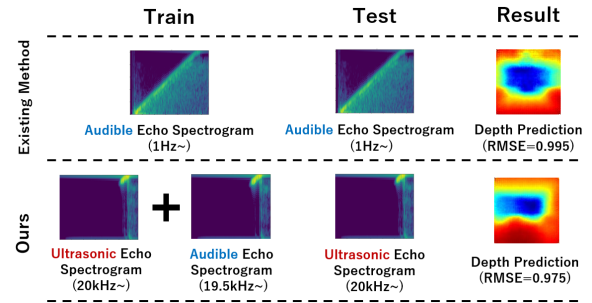 Train Test Result
Existing Method
Audible Echo Spectrogram
(1Hz~)
Audible Echo Spectrogram
(1Hz~)
Depth Prediction
(RMSE=0.995)
Ours
Ultrasonic Echo
Spectrogram
(20kHz~)
+
Audible Echo
Spectrogram
(19.5kHz~)
Ultrasonic Echo
Spectrogram
(20kHz~)
Depth Prediction
(RMSE=0.975)